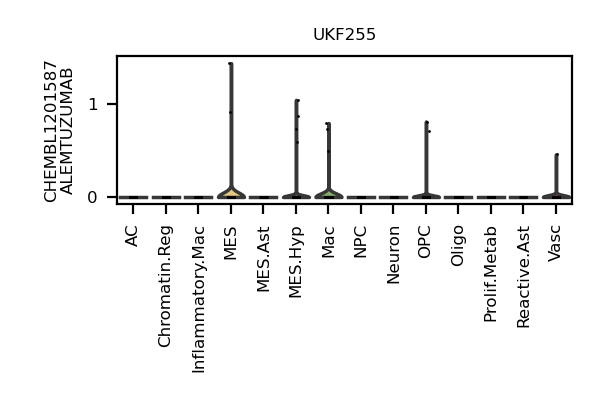 UKF255
CHEMBL1201587
ALEMTUZUMAB
1
0
AC
Chromatin.Reg
Inflammatory.Mac
MES
MES.Ast
MES.Hyp
Mac
NPC
Neuron
OPC
Oligo
Prolif.Metab
Reactive.Ast
Vasc